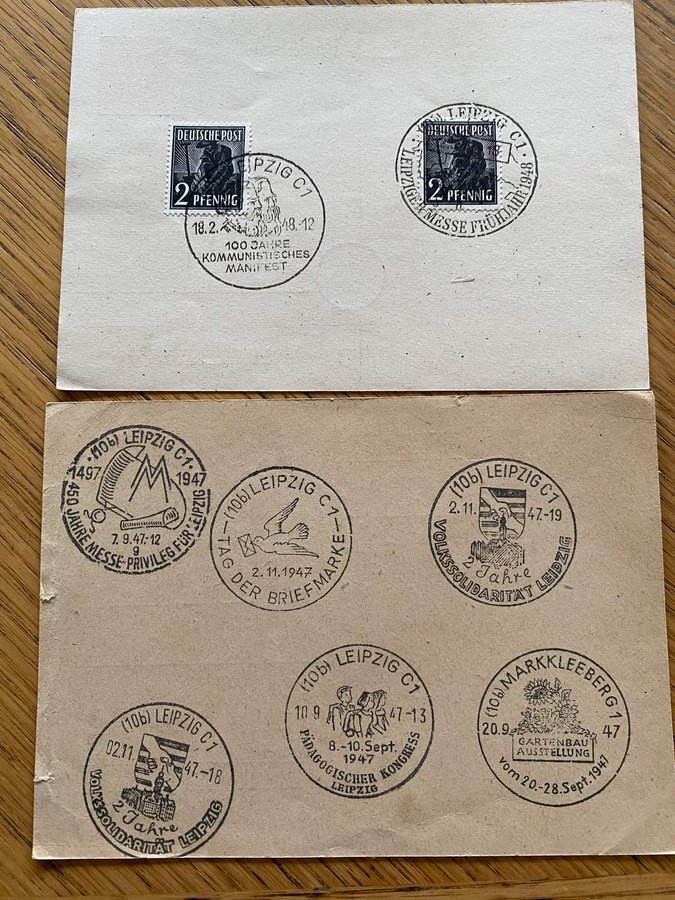 DEUTSCHE POST
2 PFENNIG
LEIPZIG C1
18.2. 48.-12
100 JAHRE
KOMMUNISTISCHES
MANIFEST
DEUTSCHE POST
2 PFENNIG
(10b) LEIPZIG C1
LEIPZIGER MESSE FRÜHJAHR 1948
(10b) LEIPZIG C1
1497 1947
7.9.47-12
g
450 JAHRE MESSE-PRIVILEG FÜR LEIPZIG
(10b) LEIPZIG C1
2.11.1947
TAG DER BRIEFMARKE
(10b) LEIPZIG C1
2.11. 47.-19
2 Jahre
VOLKSSOLIDARITÄT LEIPZIG
(10b) LEIPZIG C1
02.11. 47.-18
2 Jahre
VOLKSSOLIDARITÄT LEIPZIG
(10b) LEIPZIG C1
10.9 47.-13
8.-10.Sept.
1947
PÄDAGOGISCHER KONGRESS
LEIPZIG
(10b) MARKKLEEBERG 1
20.9 47
GARTENBAU
AUSSTELLUNG
vom 20.-28.Sept.1947